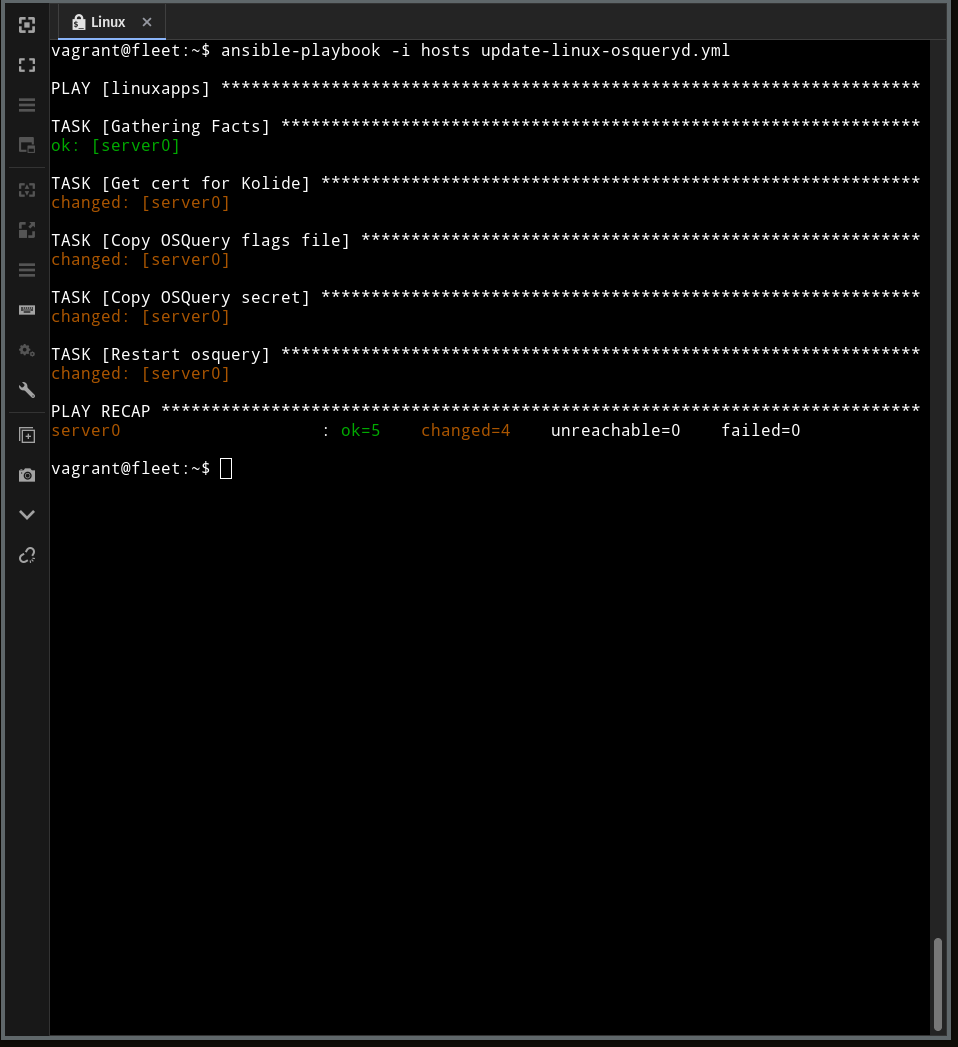 Linux
vagrant@fleet:~$ ansible-playbook -i hosts update-linux-osqueryd.yml
PLAY [linuxapps] **********************************************************************
TASK [Gathering Facts] ****************************************************************
ok: [server0]
TASK [Get cert for Kolide] ************************************************************
changed: [server0]
TASK [Copy OSQuery flags file] ********************************************************
changed: [server0]
TASK [Copy OSQuery secret] ************************************************************
changed: [server0]
TASK [Restart osquery] ****************************************************************
changed: [server0]
PLAY RECAP ****************************************************************************
server0                    : ok=5    changed=4    unreachable=0    failed=0
vagrant@fleet:~$